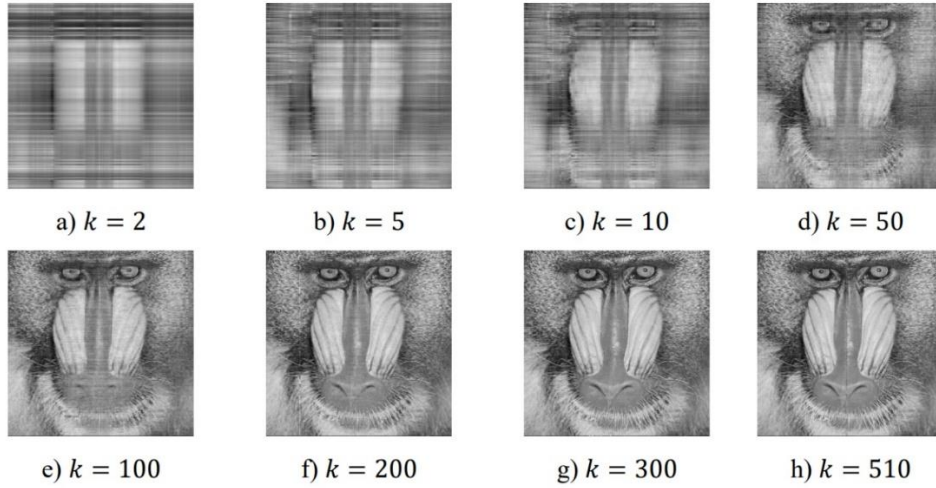 a) k = 2
b) k = 5
c) k = 10
d) k = 50
e) k = 100
f) k = 200
g) k = 300
h) k = 510